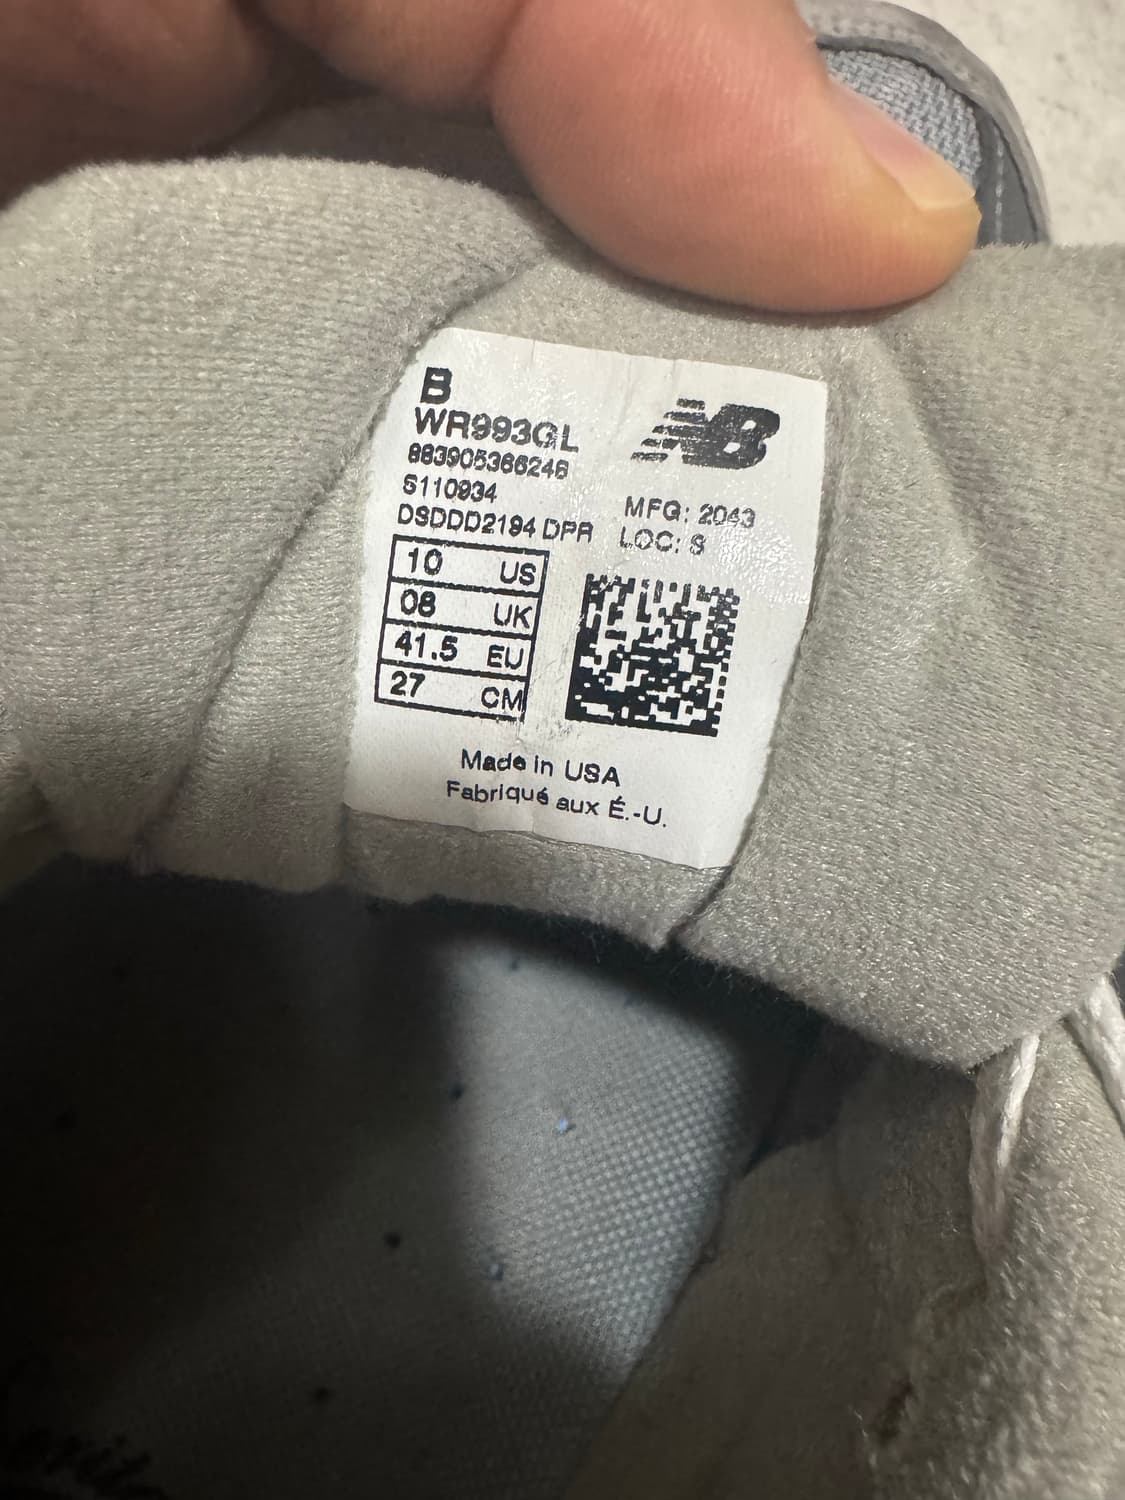 B
WR993GL
883905366248
5110934
DSDDD2194 DPR
NB
MFG: 2043
LOC: S
10 US
08 UK
41.5 EU
27 CM
Made in USA
Fabriqué aux É.-U.